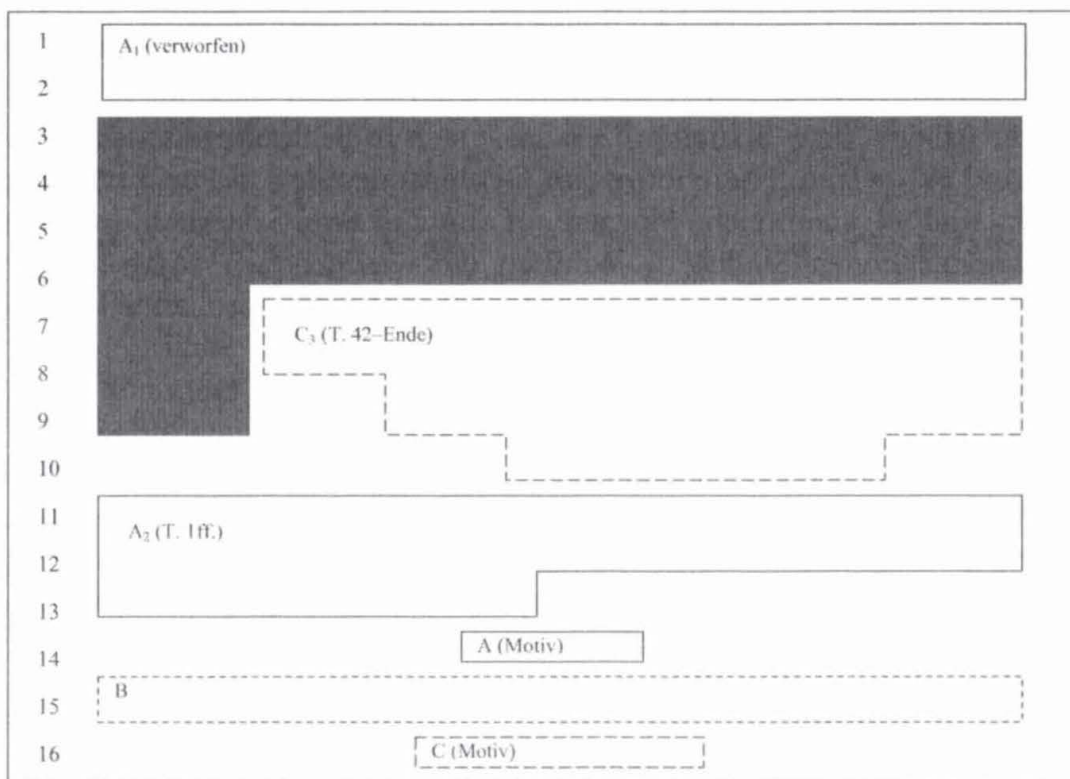 1
A₁ (verworfen)
2
3
4
5
6
7
C₃ (T. 42–Ende)
8
9
10
11
A₂ (T. 1ff.)
12
13
14
A (Motiv)
15
B
16
C (Motiv)